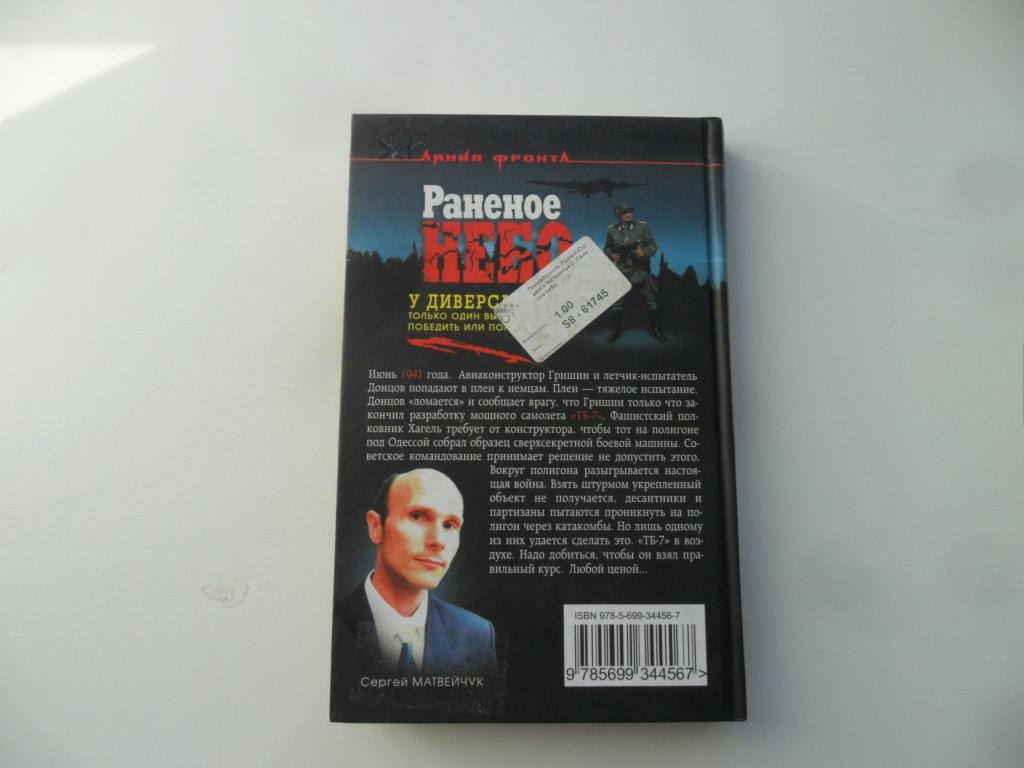 ЛИНИЯ ФРОНТА
Раненое
НЕБО
У ДИВЕРС
ТОЛЬКО ОДИН ВЫ
ПОБЕДИТЬ ИЛИ ПО
1.00
S8 - 61745
Июнь 1941 года. Авиаконструктор Гришин и летчик-испытатель
Донцов попадают в плен к немцам. Плен — тяжелое испытание,
Донцов «ломается» и сообщает врагу, что Гришин только что за-
кончил разработку мощного самолета «ТБ-7». Фашистский пол-
ковник Хагель требует от конструктора, чтобы тот на полигоне
под Одессой собрал образец сверхсекретной боевой машины. Со-
ветское командование принимает решение не допустить этого.
Вокруг полигона разыгрывается настоя-
щая война. Взять штурмом укрепленный
объект не получается, десантники и
партизаны пытаются проникнуть на по-
лигон через катакомбы. Но лишь одному
из них удается сделать это. «ТБ-7» в воз-
духе. Надо добиться, чтобы он взял пра-
вильный курс. Любой ценой...
Сергей МАТВЕЙЧУК
ISBN 978-5-699-34456-7
9 785699 344567 >